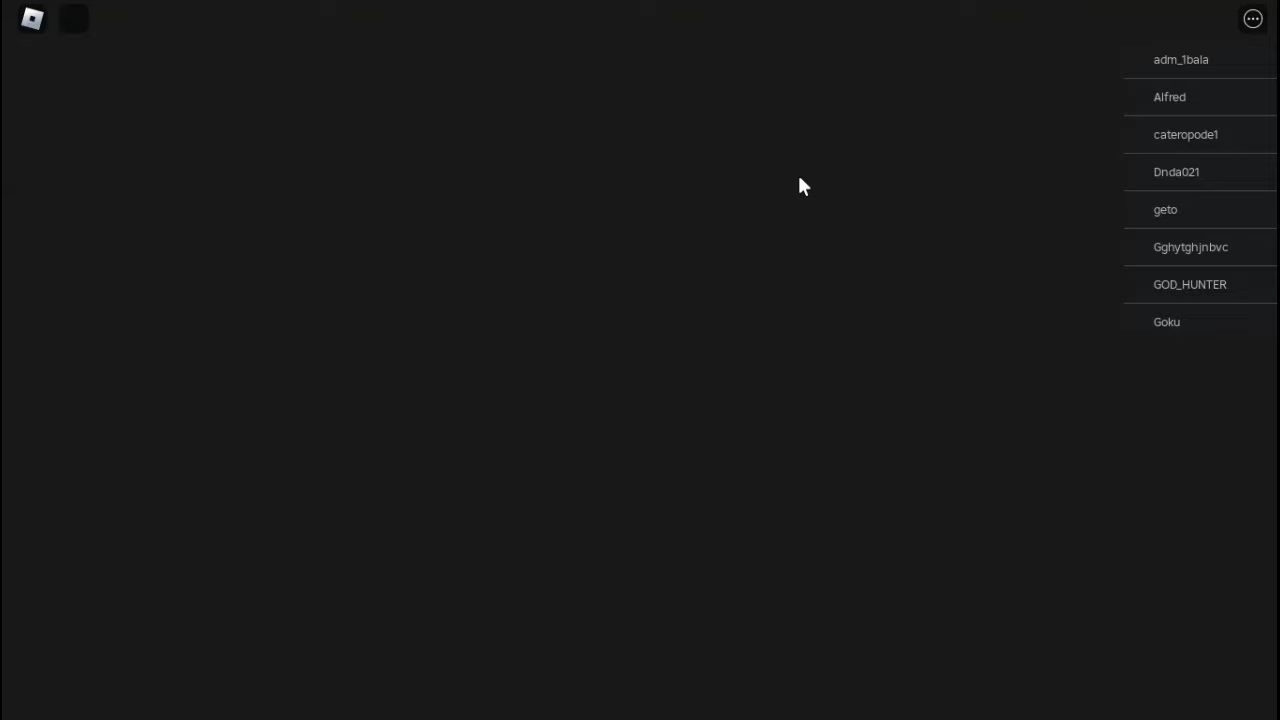 adm_1bala
Alfred
cateropode1
Dnda021
geto
Gghytghjnbvc
GOD_HUNTER
Goku